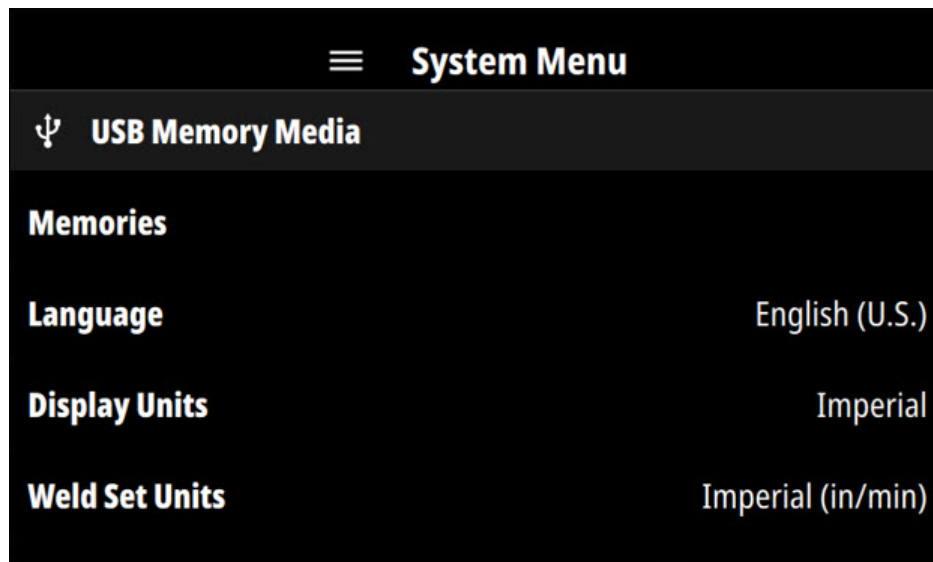 System Menu
USB Memory Media
Memories
Language English (U.S.)
Display Units Imperial
Weld Set Units Imperial (in/min)